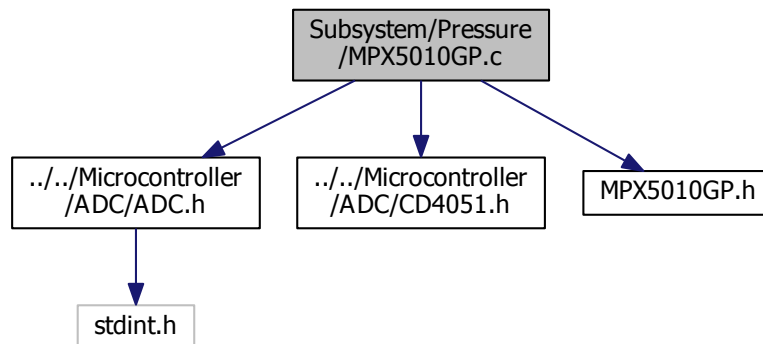 Subsystem/Pressure
/MPX5010GP.c
../../Microcontroller
/ADC/ADC.h
../../Microcontroller
/ADC/CD4051.h
MPX5010GP.h
stdint.h